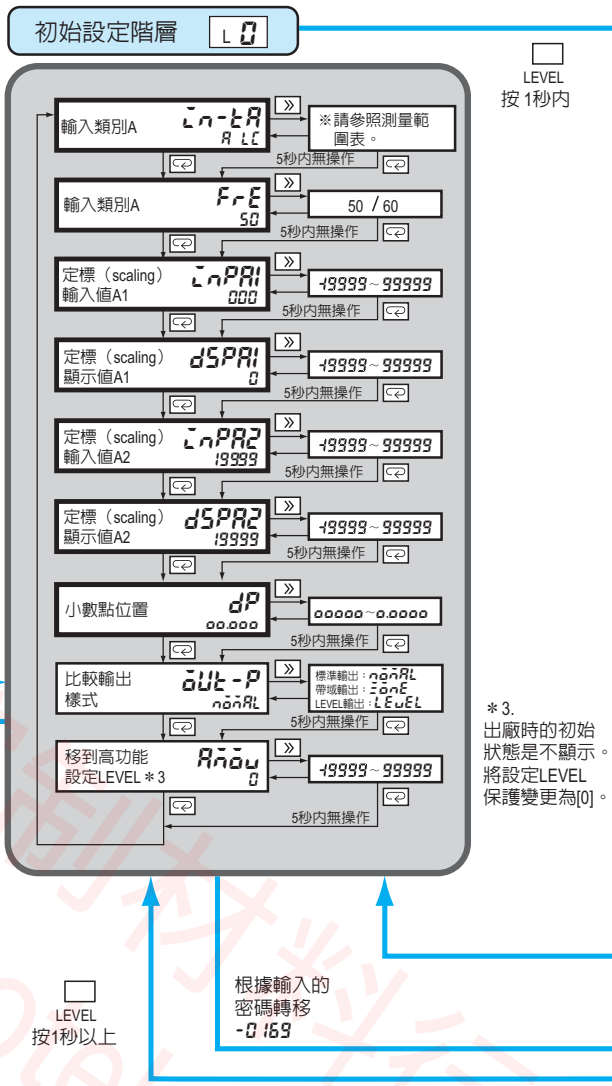 初始設定階層 L 0
LEVEL
按 1秒內
輸入類別A in-tA
A LC
※請參照測量範
圍表。
5秒內無操作
輸入類別A FrE
50
50 / 60
5秒內無操作
定標（scaling）
輸入值A1 inPA1
000
-19999~99999
5秒內無操作
定標（scaling）
顯示值A1 dSPA1
0
-19999~99999
5秒內無操作
定標（scaling）
輸入值A2 inPA2
19999
-19999~99999
5秒內無操作
定標（scaling）
顯示值A2 dSPA2
19999
-19999~99999
5秒內無操作
小數點位置 dP
00.000
00000~0.0000
5秒內無操作
比較輸出
樣式 oUt-P
noMAL
標準輸出：noMAL
帶域輸出：ZonE
LEVEL輸出：LEvEL
5秒內無操作
移到高功能
設定LEVEL＊3 AMov
0
-19999~99999
5秒內無操作
＊3.
出廠時的初始
狀態是不顯示。
將設定LEVEL
保護變更為[0]。
LEVEL
按1秒以上
根據輸入的
密碼轉移
-0169
制材料行